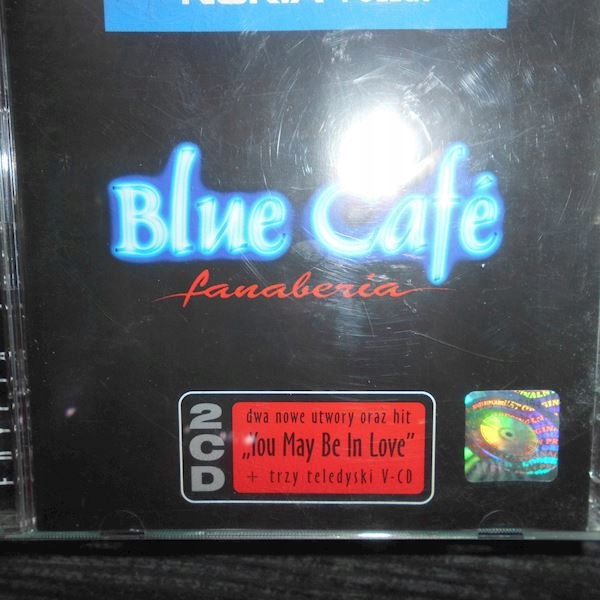 Blue Café
fanaberia
2CD
dwa nowe utwory oraz hit
„You May Be In Love”
+ trzy teledyski V-CD